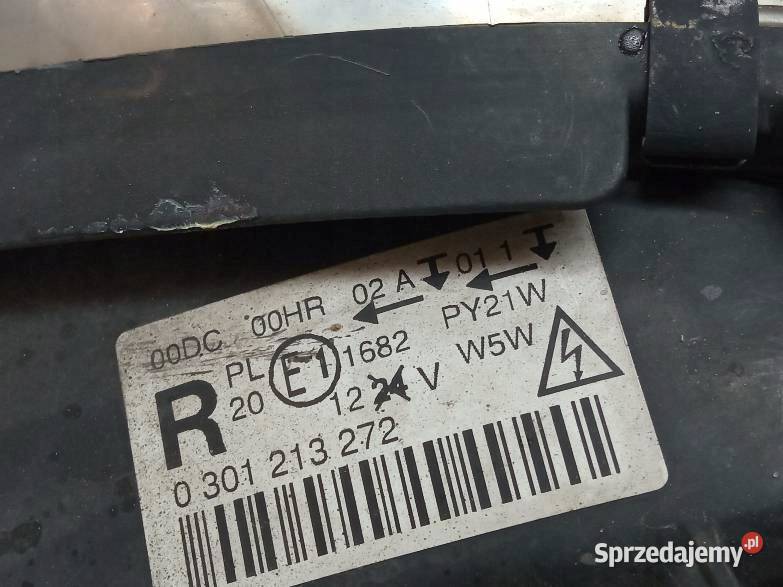 00DC 00HR 02 A 01 1
R PL E1 1682 PY21W
20 12 24 V W5W
0 301 213 272
Sprzedajemy.pl